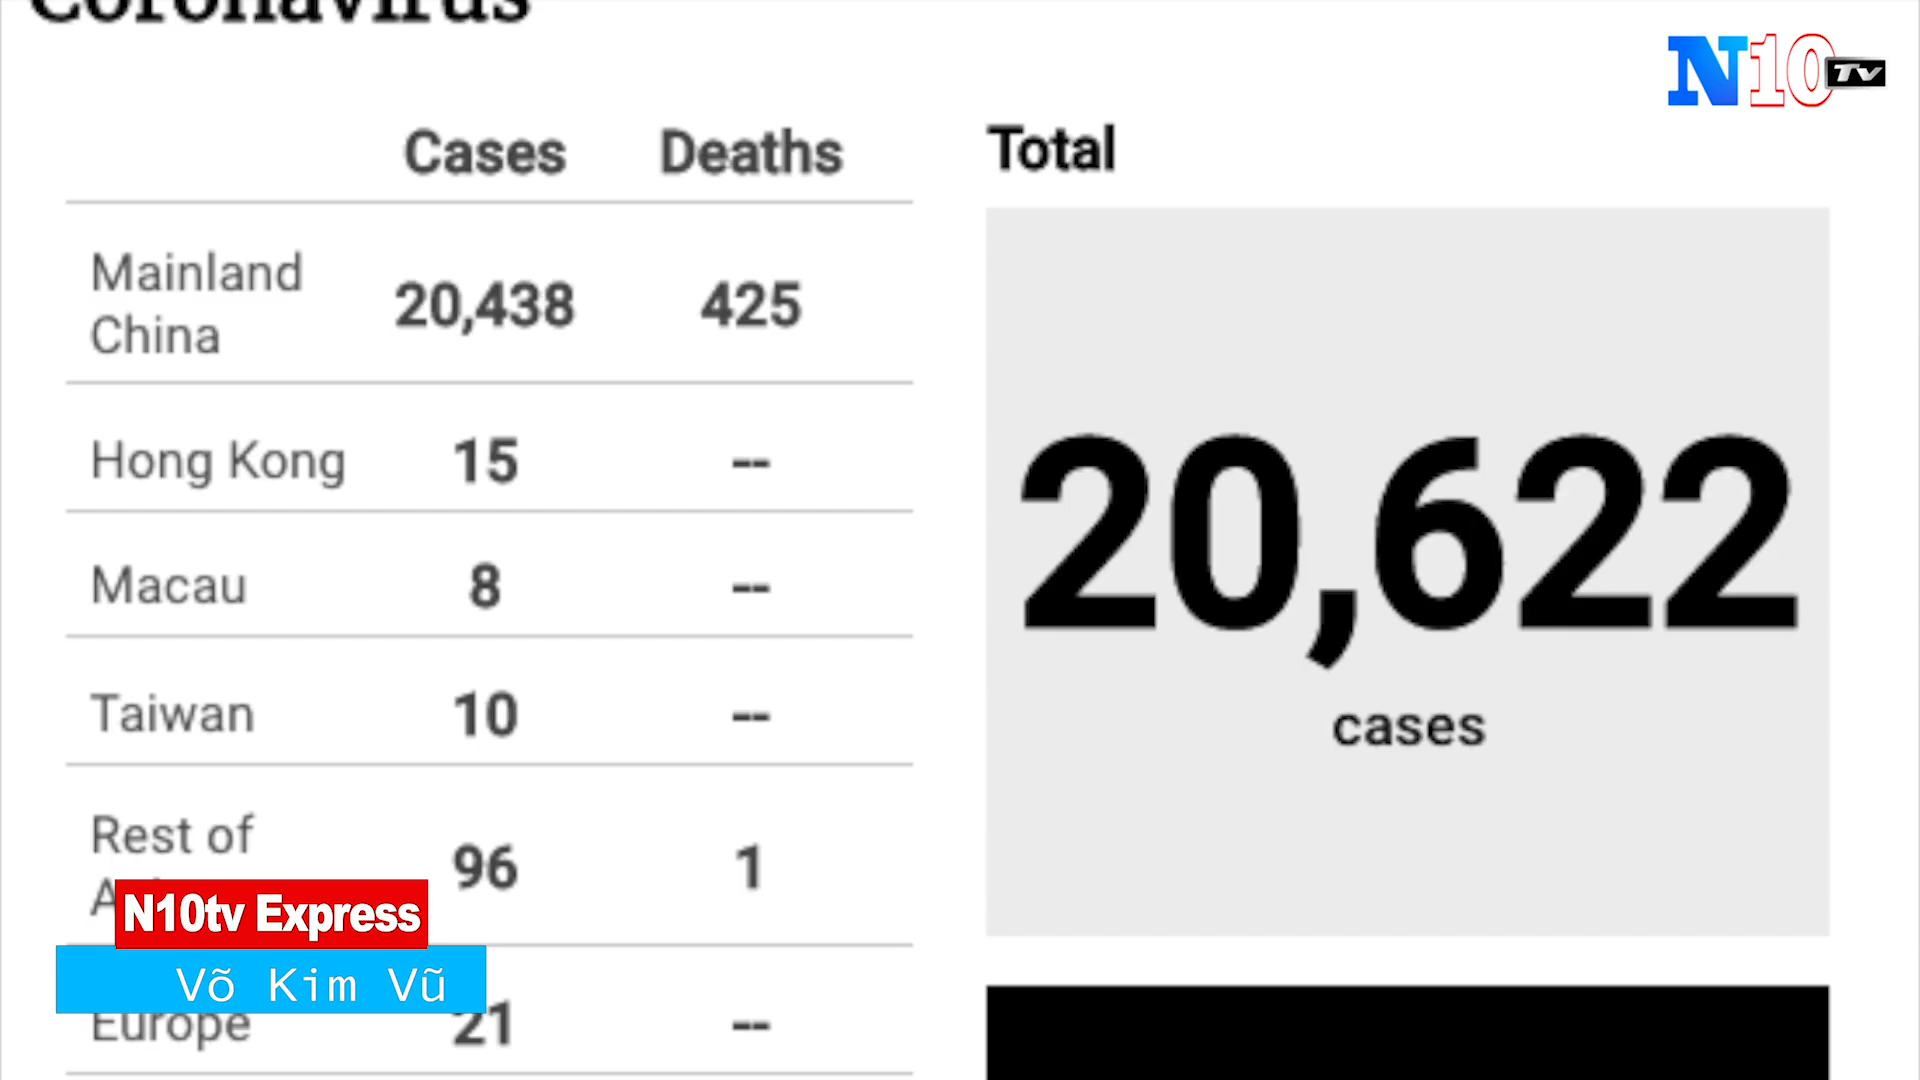 Coronavirus
N10 Tv
Cases Deaths
Mainland
China 20,438 425
Hong Kong 15 --
Macau 8 --
Taiwan 10 --
Rest of
96 1
Europe 21 --
Total
20,622
cases
N10tv Express
Võ Kim Vũ